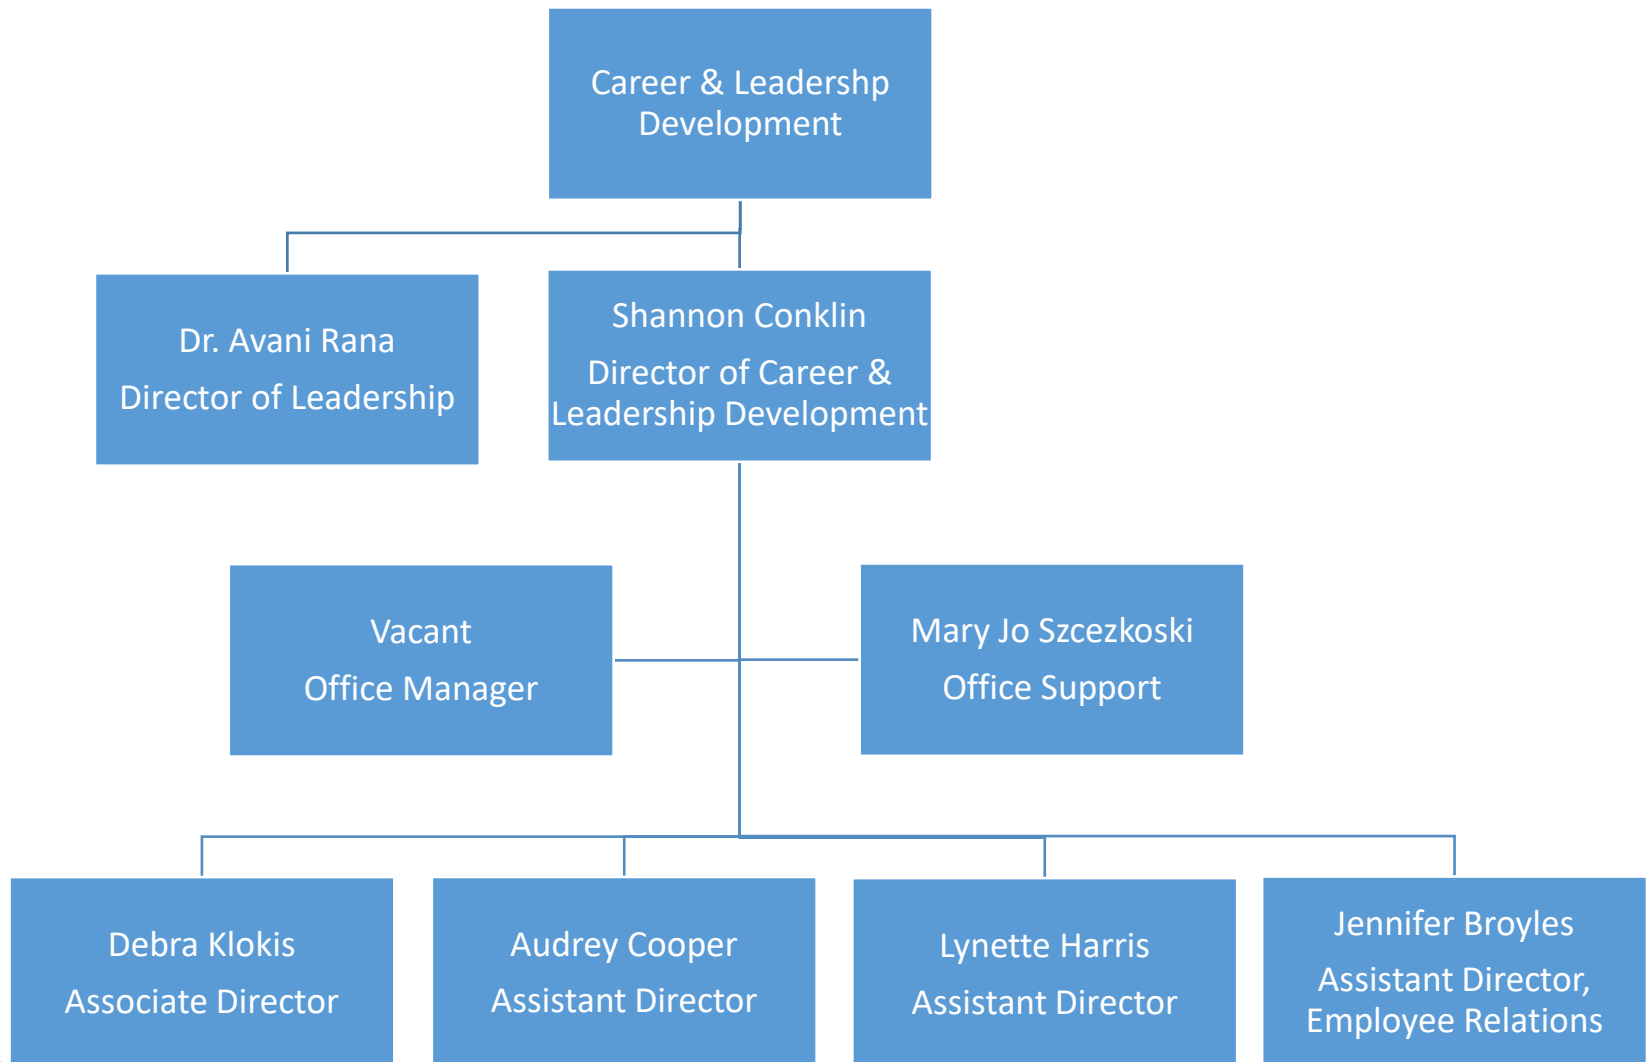 Career & Leadershp
Development
Dr. Avani Rana
Director of Leadership
Shannon Conklin
Director of Career &
Leadership Development
Vacant
Office Manager
Mary Jo Szcezkoski
Office Support
Debra Klokis
Associate Director
Audrey Cooper
Assistant Director
Lynette Harris
Assistant Director
Jennifer Broyles
Assistant Director,
Employee Relations